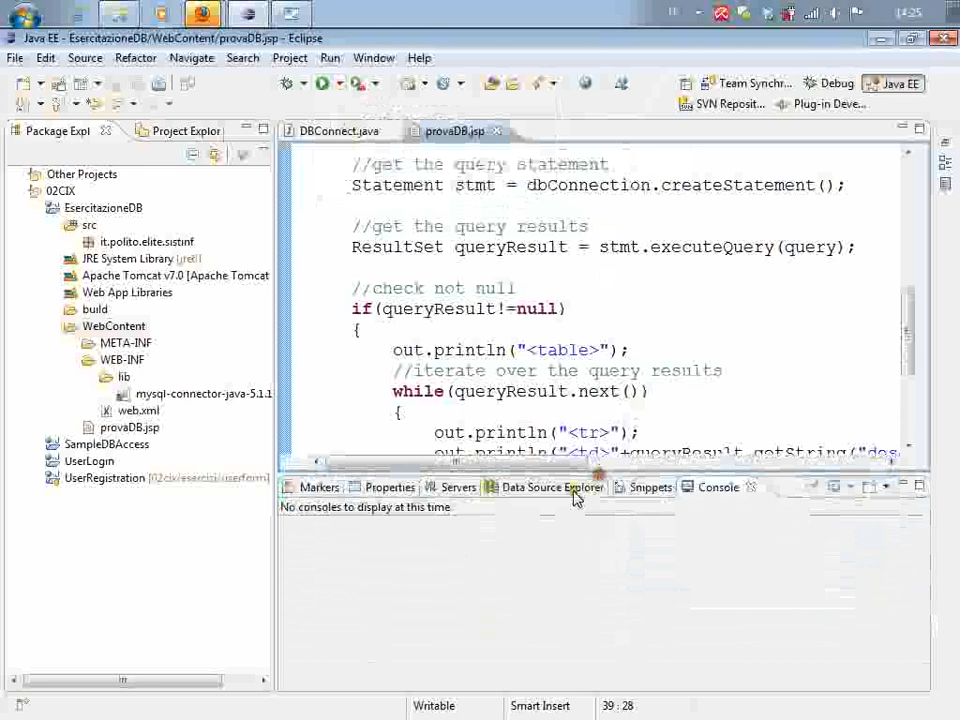 14:25
Java EE - EsercitazioneDB/WebContent/provaDB.jsp - Eclipse
File Edit Source Refactor Navigate Search Project Run Window Help
Team Synchr... Debug Java EE
SVN Reposit... Plug-in Deve...
Package Expl Project Explor
DBConnect.java provaDB.jsp
Other Projects
02CIX
EsercitazioneDB
src
it.polito.elite.sistinf
JRE System Library [jre6]
Apache Tomcat v7.0 [Apache Tomcat
Web App Libraries
build
WebContent
META-INF
WEB-INF
lib
mysql-connector-java-5.1.1
web.xml
provaDB.jsp
SampleDBAccess
UserLogin
UserRegistration [02cix/esercizi/userform]
//get the query statement
Statement stmt = dbConnection.createStatement();
//get the query results
ResultSet queryResult = stmt.executeQuery(query);
//check not null
if(queryResult!=null)
{
out.println("<table>");
//iterate over the query results
while(queryResult.next())
{
out.println("<tr>");
out.println("<td>"+queryResult.getString("des
Markers Properties Servers Data Source Explorer Snippets Console
No consoles to display at this time.
Writable Smart Insert 39 : 28